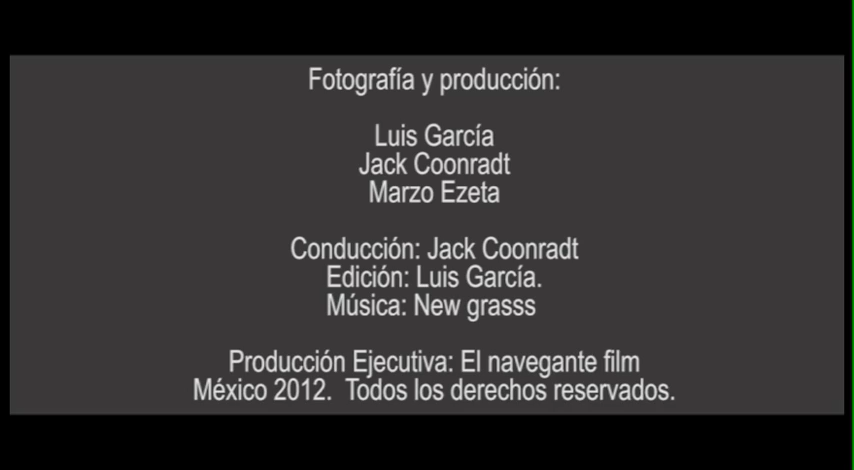 Fotografía y producción:
Luis García
Jack Coonradt
Marzo Ezeta
Conducción: Jack Coonradt
Edición: Luis García.
Música: New grasss
Producción Ejecutiva: El navegante film
México 2012.  Todos los derechos reservados.